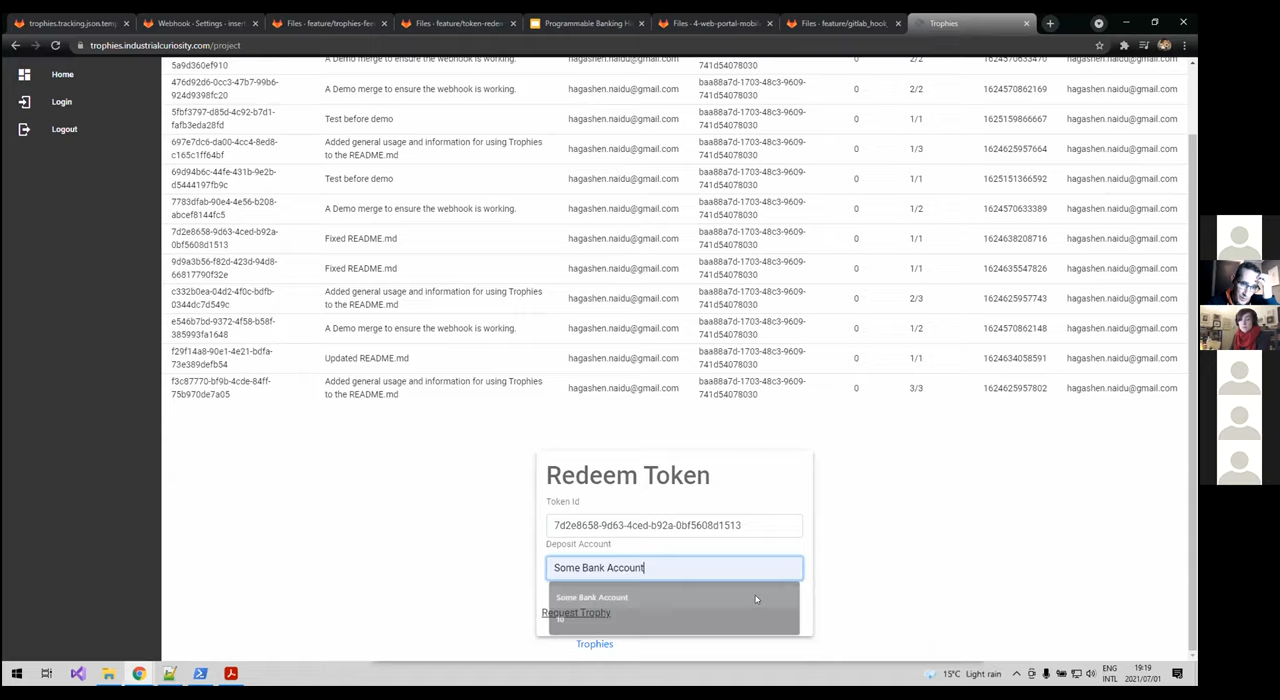 trophies.tracking.json.temp
Webhook · Settings · insert
Files · feature/trophies-fee
Files · feature/token-rede
Programmable Banking H
Files · 4-web-portal-mobile
Files · feature/gitlab_hook
Trophies
trophies.industrialcuriosity.com/project
Home
Login
Logout
5a9d360ef910 A Demo merge to ensure the webhook is working. hagashen.naidu@gmail.com 741d54078030 0 2/2 1624570633470 hagashen.naidu@gmail.com
476d92d6-0cc3-47b7-99b6- baa88a7d-1703-48c3-9609-
A Demo merge to ensure the webhook is working. hagashen.naidu@gmail.com 0 2/2 1624570862169 hagashen.naidu@gmail.com
924d9398fc20 741d54078030
5fbf3797-d85d-4c92-b7d1- baa88a7d-1703-48c3-9609-
Test before demo hagashen.naidu@gmail.com 0 1/1 1625159866667 hagashen.naidu@gmail.com
fafb3eda28fd 741d54078030
697e7dc6-da00-4cc4-8ed8- Added general usage and information for using Trophies baa88a7d-1703-48c3-9609-
hagashen.naidu@gmail.com 0 1/3 1624625957664 hagashen.naidu@gmail.com
c165c1ff64bf to the README.md 741d54078030
69d94b6c-44fe-431b-9e2b- baa88a7d-1703-48c3-9609-
Test before demo hagashen.naidu@gmail.com 0 1/1 1625151366592 hagashen.naidu@gmail.com
d5444197fb9c 741d54078030
7783dfab-90e4-4e56-b208- baa88a7d-1703-48c3-9609-
A Demo merge to ensure the webhook is working. hagashen.naidu@gmail.com 0 1/2 1624570633389 hagashen.naidu@gmail.com
abcef8144fc5 741d54078030
7d2e8658-9d63-4ced-b92a- baa88a7d-1703-48c3-9609-
Fixed README.md hagashen.naidu@gmail.com 0 1/1 1624638208716 hagashen.naidu@gmail.com
0bf5608d1513 741d54078030
9d9a3b56-f82d-423d-94d8- baa88a7d-1703-48c3-9609-
Fixed README.md hagashen.naidu@gmail.com 0 1/1 1624635547826 hagashen.naidu@gmail.com
66817790f32e 741d54078030
c332b0ea-04d2-4f0c-bdfb- Added general usage and information for using Trophies baa88a7d-1703-48c3-9609-
hagashen.naidu@gmail.com 0 2/3 1624625957743 hagashen.naidu@gmail.com
0344dc7d549c to the README.md 741d54078030
e546b7bd-9372-4f58-b58f- baa88a7d-1703-48c3-9609-
A Demo merge to ensure the webhook is working. hagashen.naidu@gmail.com 0 1/2 1624570862148 hagashen.naidu@gmail.com
385993fa1648 741d54078030
f29f14a8-90e1-4e21-bdfa- baa88a7d-1703-48c3-9609-
Updated README.md hagashen.naidu@gmail.com 0 1/1 1624634058591 hagashen.naidu@gmail.com
73e389defb54 741d54078030
f3c87770-bf9b-4cde-84ff- Added general usage and information for using Trophies baa88a7d-1703-48c3-9609-
hagashen.naidu@gmail.com 0 3/3 1624625957802 hagashen.naidu@gmail.com
75b970de7a05 to the README.md 741d54078030
Redeem Token
Token Id
7d2e8658-9d63-4ced-b92a-0bf5608d1513
Deposit Account
Some Bank Account
Some Bank Account
Request Trophy
Trophies
15°C Light rain
ENG
INTL
19:19
2021/07/01